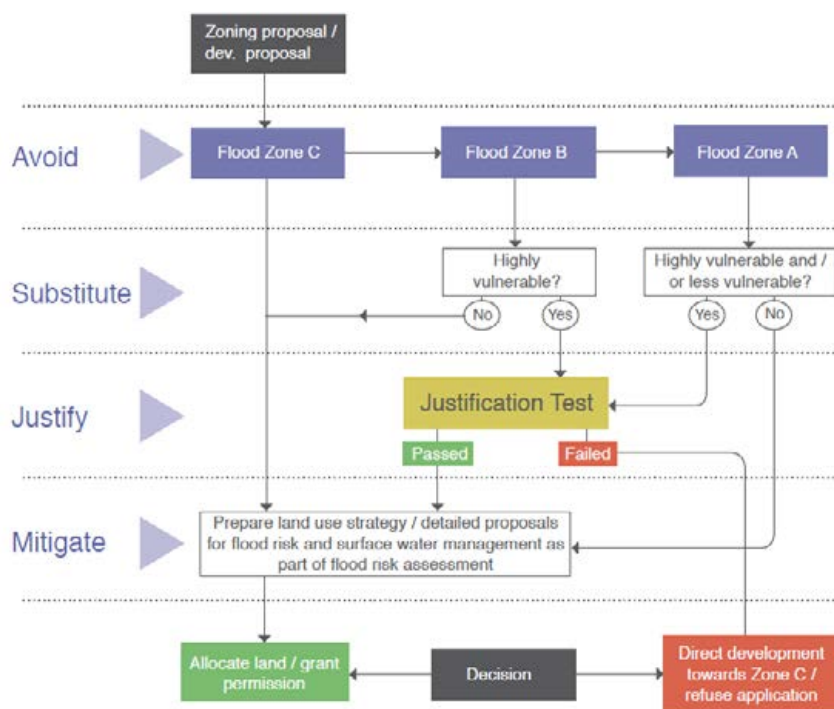 Zoning proposal /
dev. proposal
Avoid
Flood Zone C
Flood Zone B
Flood Zone A
Substitute
Highly
vulnerable?
No
Yes
Highly vulnerable and /
or less vulnerable?
Yes
No
Justify
Justification Test
Passed
Failed
Mitigate
Prepare land use strategy / detailed proposals
for flood risk and surface water management as
part of flood risk assessment
Allocate land / grant
permission
Decision
Direct development
towards Zone C /
refuse application